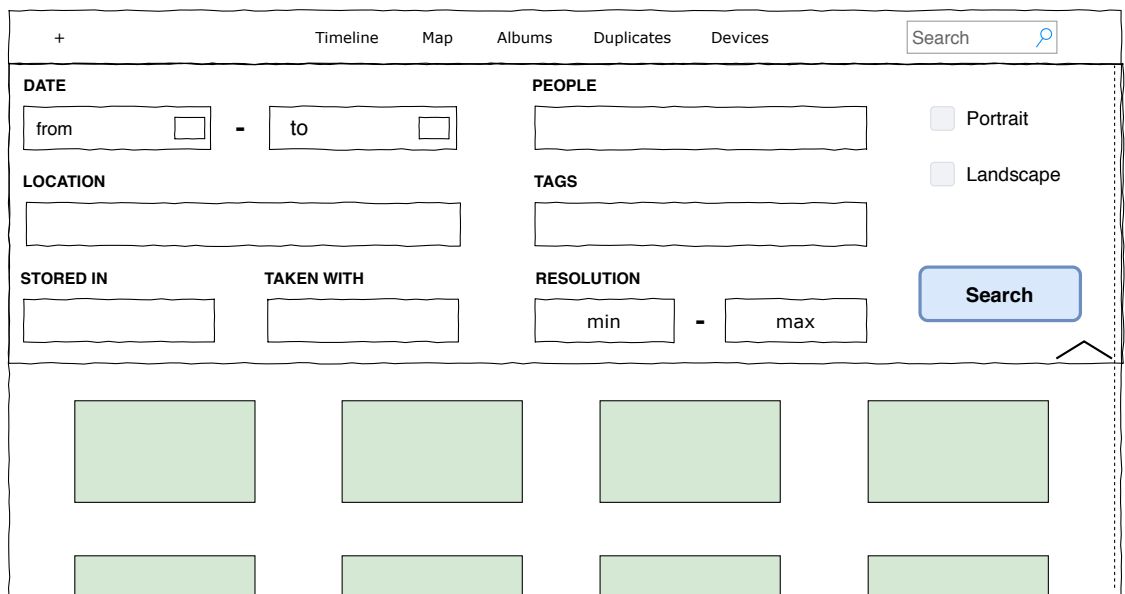 + Timeline Map Albums Duplicates Devices Search
DATE PEOPLE
from - to Portrait
Landscape
LOCATION TAGS
STORED IN TAKEN WITH RESOLUTION
Search
min - max